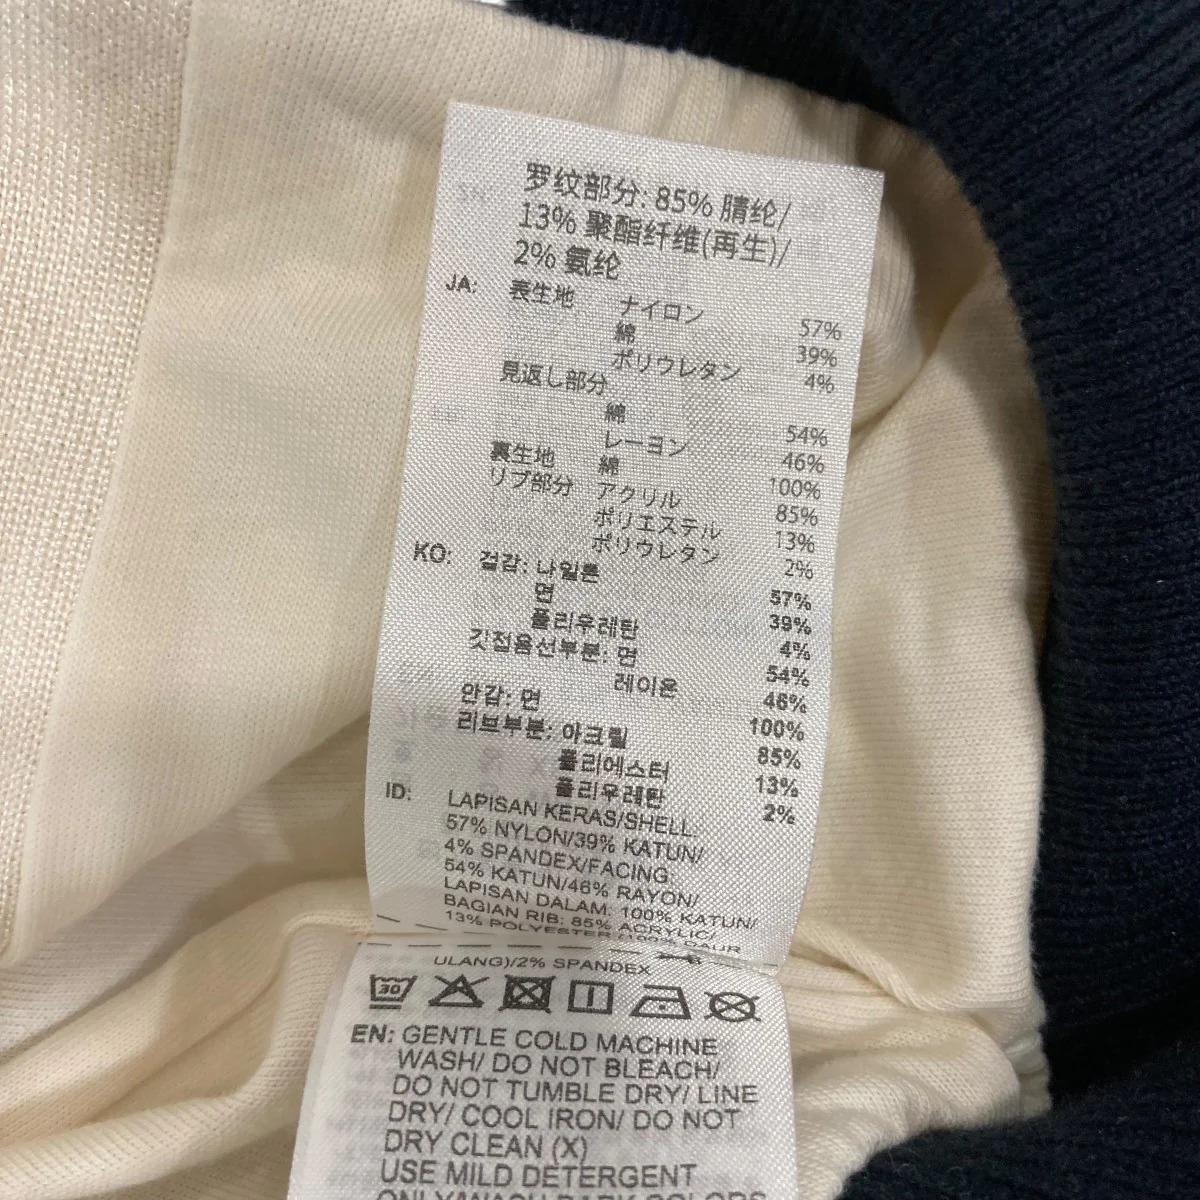 罗纹部分: 85% 腈纶/
13% 聚酯纤维(再生)/
2% 氨纶
JA: 表生地 ナイロン 57%
綿 39%
ポリウレタン 4%
見返し部分
綿 54%
レーヨン 46%
裏生地 綿 100%
リブ部分 アクリル 85%
ポリエステル 13%
ポリウレタン 2%
KO: 겉감: 나일론 57%
면 39%
폴리우레탄 4%
깃접음선부분: 면 54%
레이온 46%
안감: 면 100%
리브부분: 아크릴 85%
폴리에스터 13%
폴리우레탄 2%
ID: LAPISAN KERAS/SHELL:
57% NYLON/39% KATUN/
4% SPANDEX/FACING:
54% KATUN/46% RAYON/
LAPISAN DALAM: 100% KATUN/
BAGIAN RIB: 85% ACRYLIC/
13% POLYESTER (100% DAUR
ULANG)/2% SPANDEX
30
EN: GENTLE COLD MACHINE
WASH/ DO NOT BLEACH/
DO NOT TUMBLE DRY/ LINE
DRY/ COOL IRON/ DO NOT
DRY CLEAN (X)
USE MILD DETERGENT
ONLY/WASH DARK COLORS